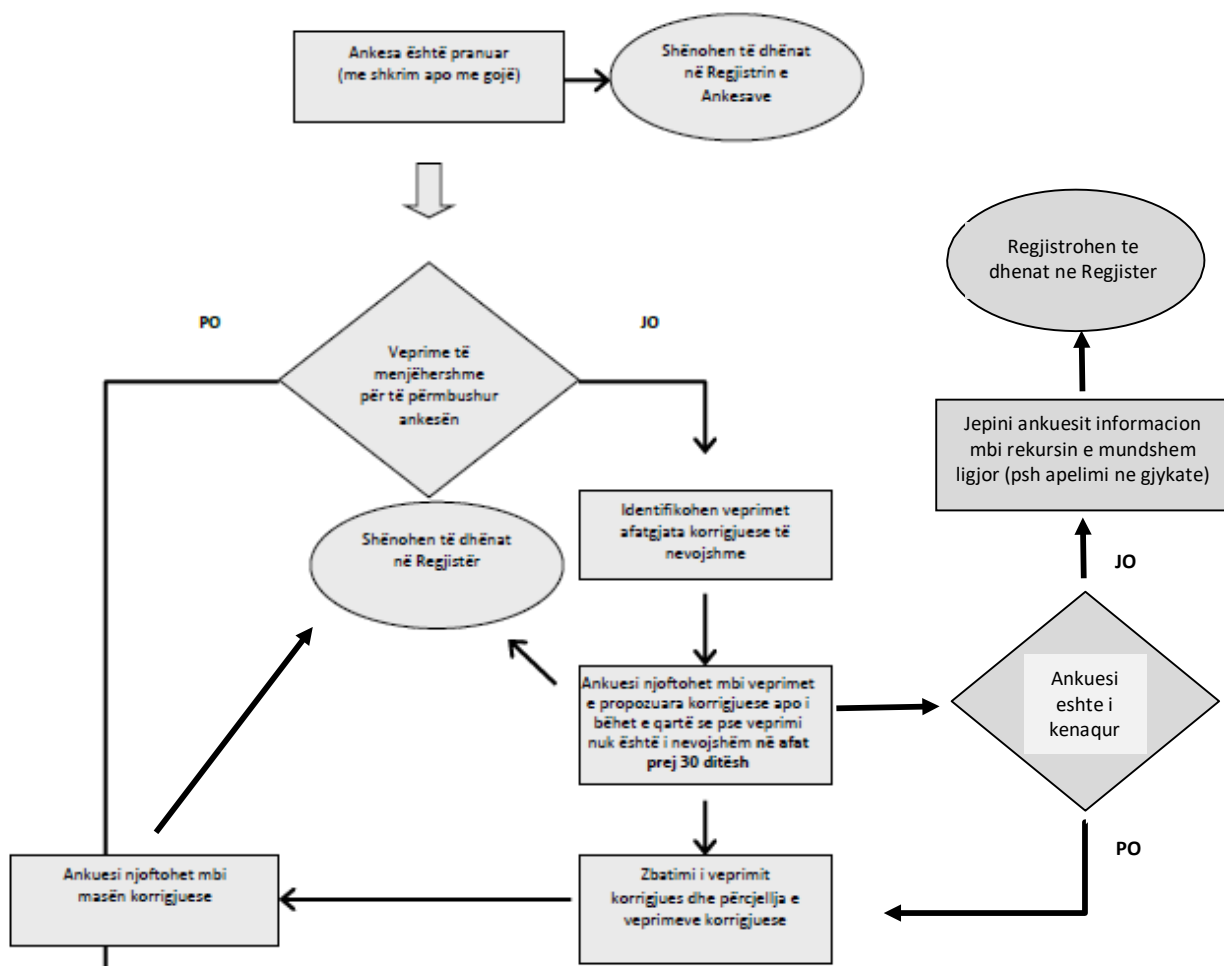 Ankesa është pranuar
(me shkrim apo me gojë)
Shënohen të dhënat
në Regjistrin e
Ankesave
Regjistrohen te
dhenat ne Regjister
PO
JO
Veprime të
menjëhershme
për të përmbushur
ankesën
Jepini ankuesit informacion
mbi rekursin e mundshem
ligjor (psh apelimi ne gjykate)
Identifikohen veprimet
afatgjata korrigjuese të
nevojshme
Shënohen të dhënat
në Regjistër
JO
Ankuesi njoftohet mbi veprimet
e propozuara korrigjuese apo i
bëhet e qartë se pse veprimi
nuk është i nevojshëm në afat
prej 30 ditësh
Ankuesi
eshte i
kenaqur
PO
Ankuesi njoftohet mbi
masën korrigjuese
Zbatimi i veprimit
korrigjues dhe përcjellja e
veprimeve korrigjuese